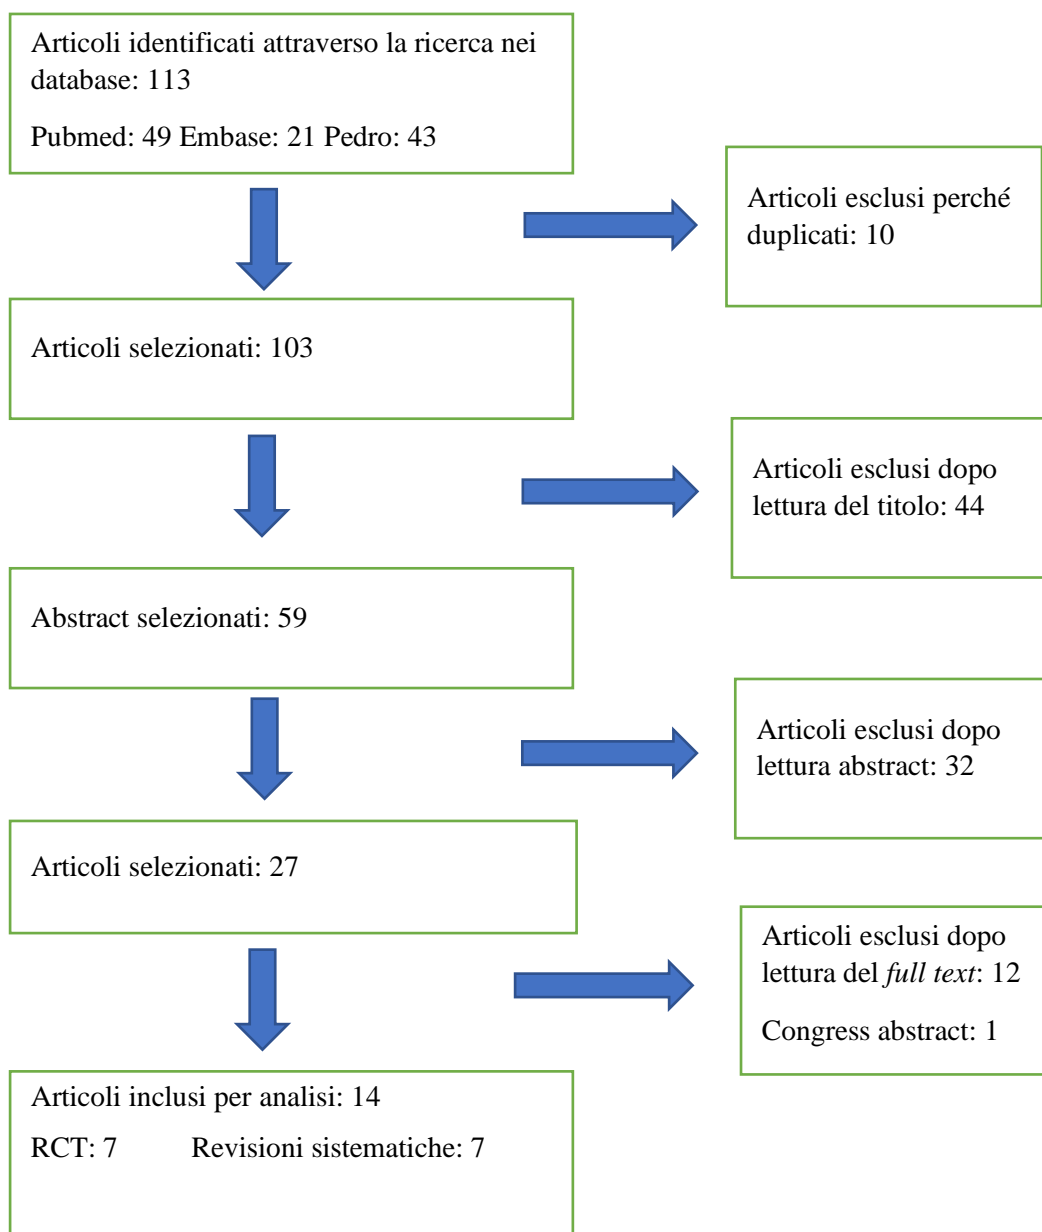 Articoli identificati attraverso la ricerca nei
database: 113
Pubmed: 49 Embase: 21 Pedro: 43
Articoli esclusi perché
duplicati: 10
Articoli selezionati: 103
Articoli esclusi dopo
lettura del titolo: 44
Abstract selezionati: 59
Articoli esclusi dopo
lettura abstract: 32
Articoli selezionati: 27
Articoli esclusi dopo
lettura del full text: 12
Congress abstract: 1
Articoli inclusi per analisi: 14
RCT: 7 Revisioni sistematiche: 7